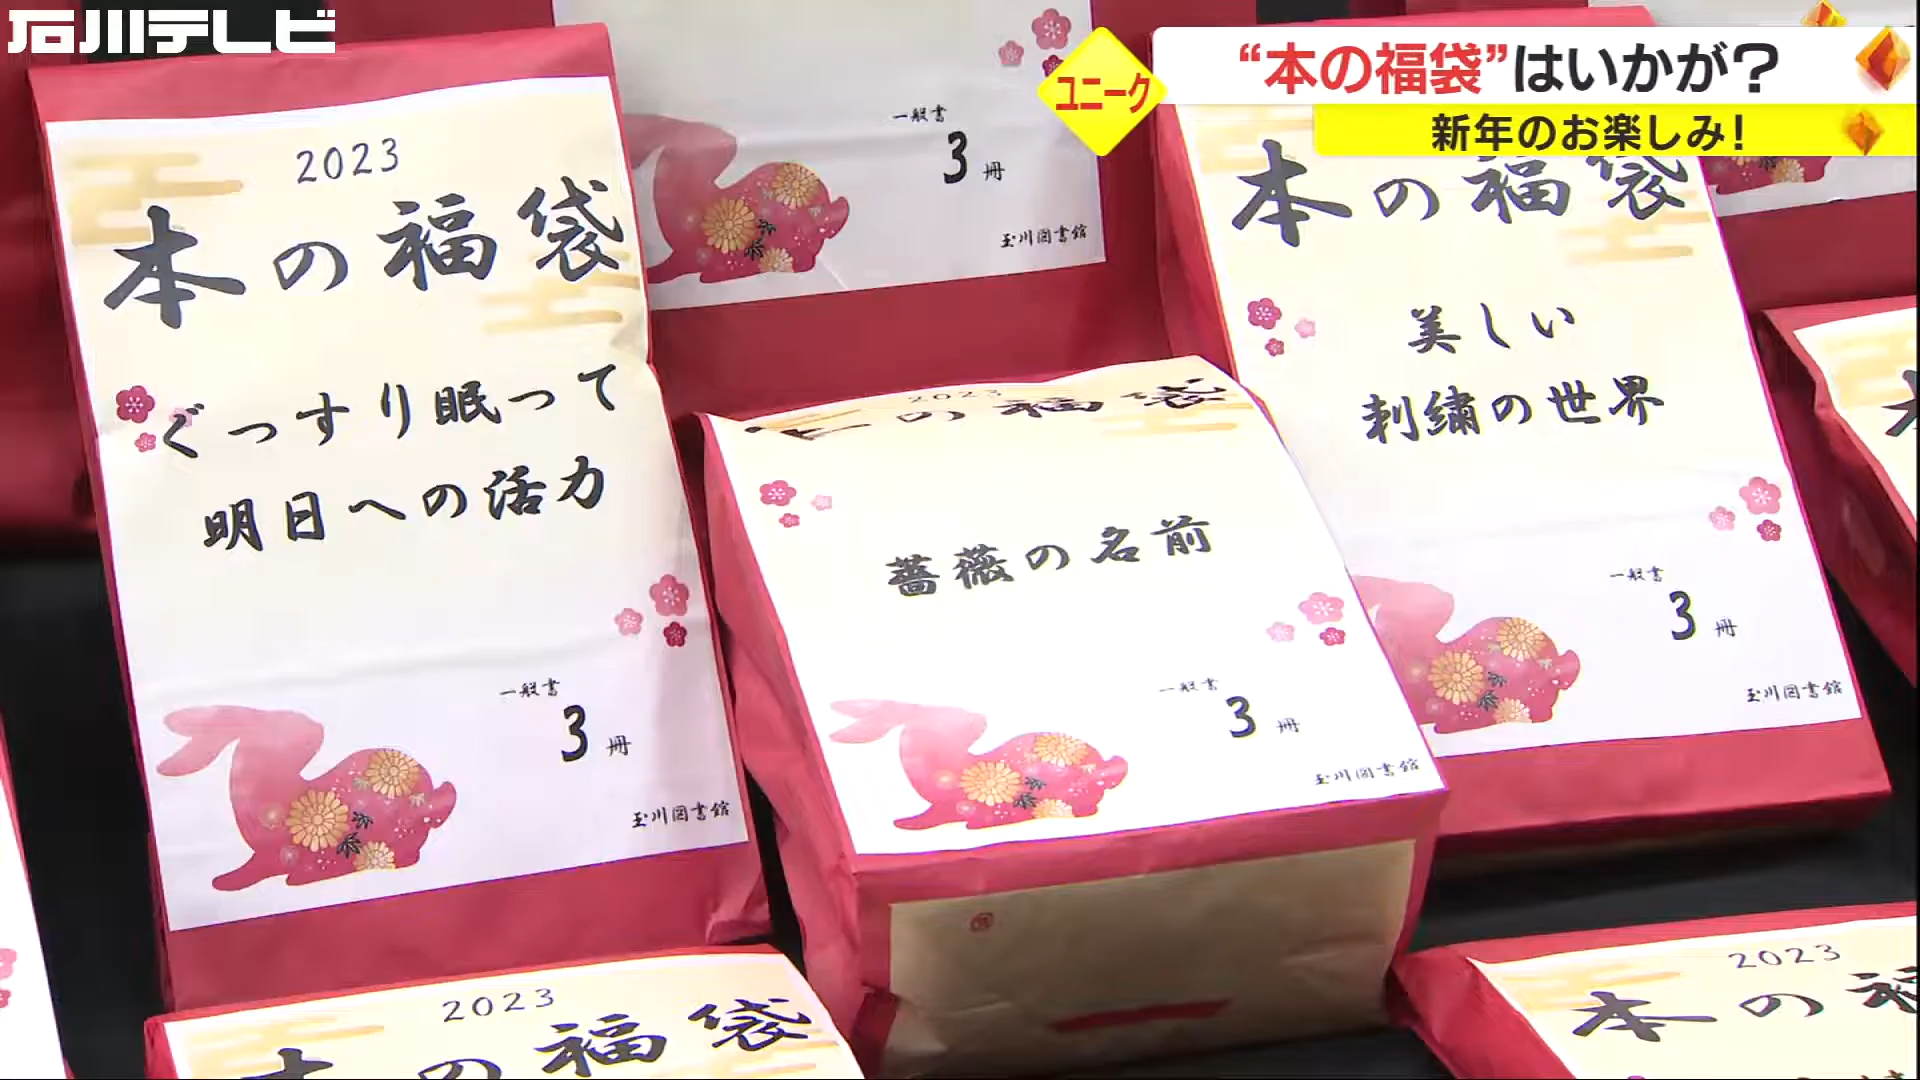 石川テレビ
ユニーク
“本の福袋”はいかが？
新年のお楽しみ！
2023
本の福袋
ぐっすり眠って
明日への活力
一般書
3冊
玉川図書館
一般書
3冊
玉川図書館
2023
本の福袋
薔薇の名前
一般書
3冊
玉川図書館
本の福袋
美しい
刺繍の世界
一般書
3冊
玉川図書館
2023
本の福袋
2023
本の福